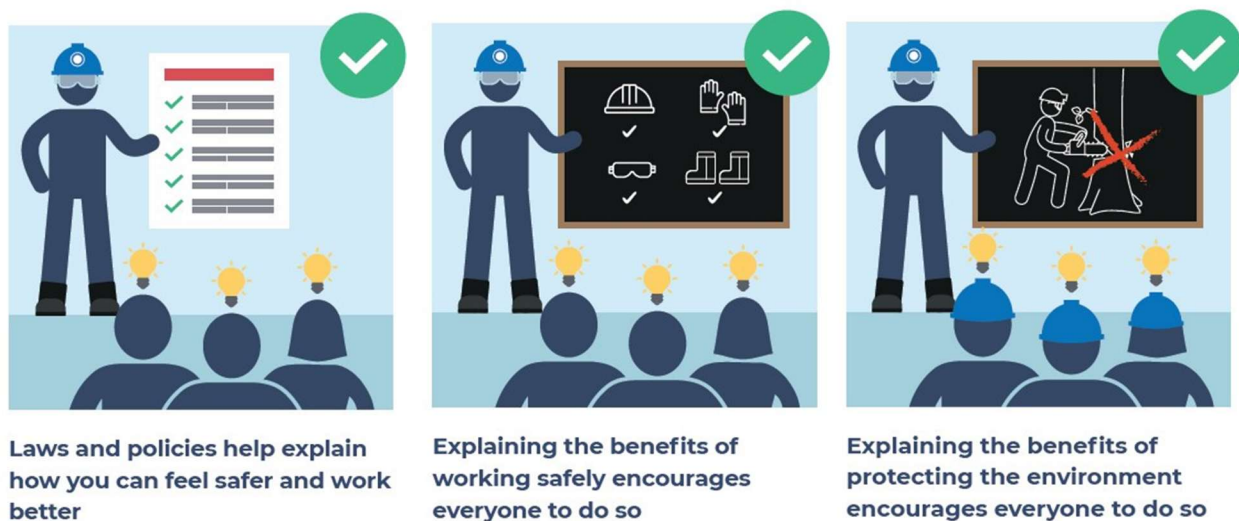 Laws and policies help explain
how you can feel safer and work
better
Explaining the benefits of
working safely encourages
everyone to do so
Explaining the benefits of
protecting the environment
encourages everyone to do so